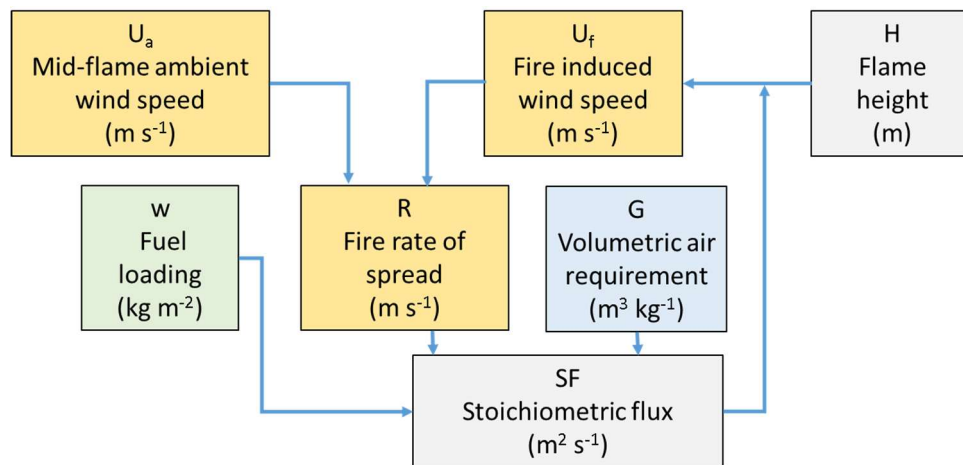 Uₐ
Mid-flame ambient
wind speed
(m s⁻¹)
U_f
Fire induced
wind speed
(m s⁻¹)
H
Flame
height
(m)
w
Fuel
loading
(kg m⁻²)
R
Fire rate of
spread
(m s⁻¹)
G
Volumetric air
requirement
(m³ kg⁻¹)
SF
Stoichiometric flux
(m² s⁻¹)